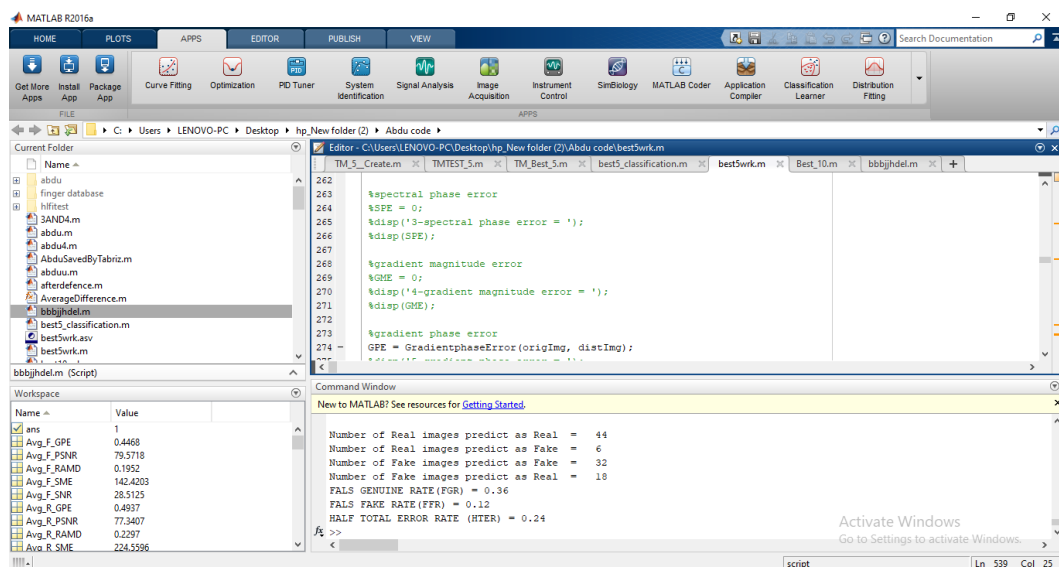 MATLAB R2016a
HOME PLOTS APPS EDITOR PUBLISH VIEW Search Documentation
Get More Apps Install App Package App Curve Fitting Optimization PID Tuner System Identification Signal Analysis Image Acquisition Instrument Control SimBiology MATLAB Coder Application Compiler Classification Learner Distribution Fitting
FILE APPS
C: Users LENOVO-PC Desktop hp_New folder (2) Abdu code
Current Folder
Name
abdu
finger database
hlfitest
3AND4.m
abdu.m
abdu4.m
AbduSavedByTabriz.m
abduu.m
afterdefence.m
AverageDifference.m
bbbjjhdel.m
best5_classification.m
best5wrk.asv
best5wrk.m
bbbjjhdel.m (Script)
Workspace
Name Value
ans 1
Avg_F_GPE 0.4468
Avg_F_PSNR 79.5718
Avg_F_RAMD 0.1952
Avg_F_SME 142.4203
Avg_F_SNR 28.5125
Avg_R_GPE 0.4937
Avg_R_PSNR 77.3407
Avg_R_RAMD 0.2297
Avg_R_SME 224.5596
Editor - C:\Users\LENOVO-PC\Desktop\hp_New folder (2)\Abdu code\best5wrk.m
TM_5__Create.m TMTEST_5.m TM_Best_5.m best5_classification.m best5wrk.m Best_10.m bbbjjhdel.m
262
263 %spectral phase error
264 %SPE = 0;
265 %disp('3-spectral phase error = ');
266 %disp(SPE);
267
268 %gradient magnitude error
269 %GME = 0;
270 %disp('4-gradient magnitude error = ');
271 %disp(GME);
272
273 %gradient phase error
274 – GPE = GradientphaseError(origImg, distImg);
Command Window
New to MATLAB? See resources for Getting Started.
Number of Real images predict as Real = 44
Number of Real images predict as Fake = 6
Number of Fake images predict as Fake = 32
Number of Fake images predict as Real = 18
FALS GENUINE RATE(FGR) = 0.36
FALS FAKE RATE(FFR) = 0.12
HALF TOTAL ERROR RATE (HTER) = 0.24
fx >>
Activate Windows
Go to Settings to activate Windows.
script Ln 539 Col 25